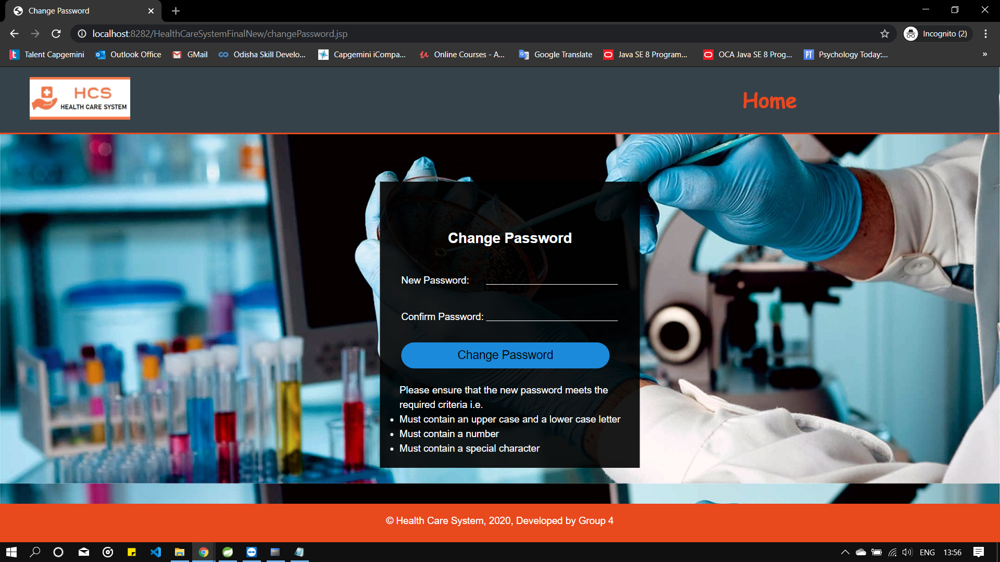 Change Password
localhost:8282/HealthCareSystemFinalNew/changePassword.jsp
Incognito (2)
Talent Capgemini
Outlook Office
GMail
Odisha Skill Develo...
Capgemini iCompa...
Online Courses - A...
Google Translate
Java SE 8 Program...
OCA Java SE 8 Prog...
PT
Psychology Today:...
»
HCS
HEALTH CARE SYSTEM
Home
Change Password
New Password:
Confirm Password:
Change Password
Please ensure that the new password meets the
required criteria i.e.
Must contain an upper case and a lower case letter
Must contain a number
Must contain a special character
© Health Care System, 2020, Developed by Group 4
ENG
13:56